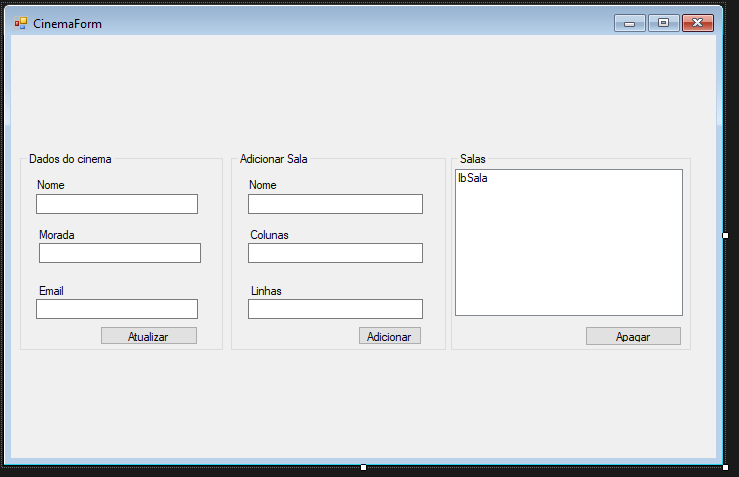 CinemaForm
Dados do cinema
Nome
Morada
Email
Atualizar
Adicionar Sala
Nome
Colunas
Linhas
Adicionar
Salas
lbSala
Apagar